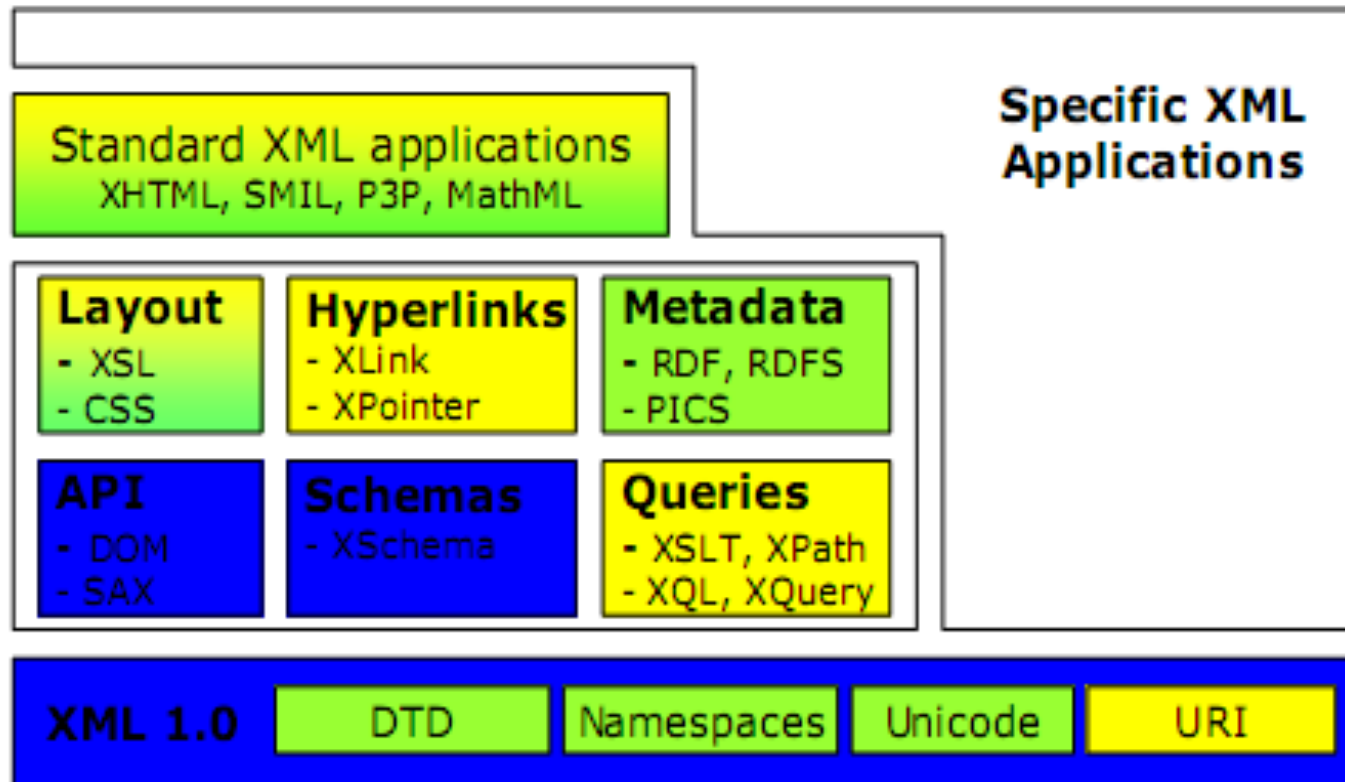 Specific XML
Applications
Standard XML applications
XHTML, SMIL, P3P, MathML
Layout
- XSL
- CSS
Hyperlinks
- XLink
- XPointer
Metadata
- RDF, RDFS
- PICS
API
- DOM
- SAX
Schemas
- XSchema
Queries
- XSLT, XPath
- XQL, XQuery
XML 1.0
DTD
Namespaces
Unicode
URI